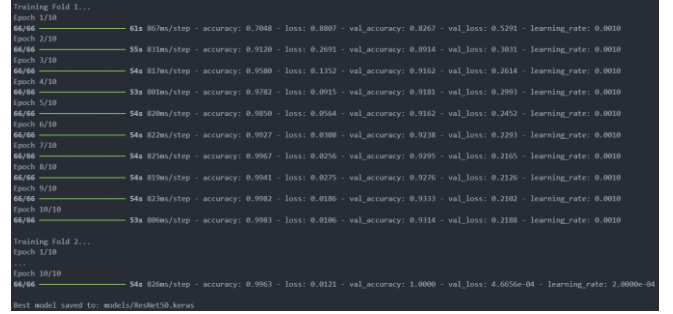 Training Fold 1...
Epoch 1/10
66/66 ━━━━━━━━━━ 61s 867ms/step - accuracy: 0.7048 - loss: 0.8807 - val_accuracy: 0.8267 - val_loss: 0.5291 - learning_rate: 0.0010
Epoch 2/10
66/66 ━━━━━━━━━━ 55s 831ms/step - accuracy: 0.9120 - loss: 0.2691 - val_accuracy: 0.8914 - val_loss: 0.3031 - learning_rate: 0.0010
Epoch 3/10
66/66 ━━━━━━━━━━ 54s 817ms/step - accuracy: 0.9580 - loss: 0.1352 - val_accuracy: 0.9162 - val_loss: 0.2614 - learning_rate: 0.0010
Epoch 4/10
66/66 ━━━━━━━━━━ 53s 801ms/step - accuracy: 0.9782 - loss: 0.0915 - val_accuracy: 0.9181 - val_loss: 0.2993 - learning_rate: 0.0010
Epoch 5/10
66/66 ━━━━━━━━━━ 54s 820ms/step - accuracy: 0.9850 - loss: 0.0564 - val_accuracy: 0.9162 - val_loss: 0.2452 - learning_rate: 0.0010
Epoch 6/10
66/66 ━━━━━━━━━━ 54s 822ms/step - accuracy: 0.9927 - loss: 0.0308 - val_accuracy: 0.9238 - val_loss: 0.2293 - learning_rate: 0.0010
Epoch 7/10
66/66 ━━━━━━━━━━ 54s 825ms/step - accuracy: 0.9967 - loss: 0.0256 - val_accuracy: 0.9295 - val_loss: 0.2165 - learning_rate: 0.0010
Epoch 8/10
66/66 ━━━━━━━━━━ 54s 819ms/step - accuracy: 0.9941 - loss: 0.0275 - val_accuracy: 0.9276 - val_loss: 0.2126 - learning_rate: 0.0010
Epoch 9/10
66/66 ━━━━━━━━━━ 54s 823ms/step - accuracy: 0.9982 - loss: 0.0186 - val_accuracy: 0.9333 - val_loss: 0.2102 - learning_rate: 0.0010
Epoch 10/10
66/66 ━━━━━━━━━━ 53s 806ms/step - accuracy: 0.9983 - loss: 0.0106 - val_accuracy: 0.9314 - val_loss: 0.2188 - learning_rate: 0.0010
Training Fold 2...
Epoch 1/10
...
Epoch 10/10
66/66 ━━━━━━━━━━ 54s 826ms/step - accuracy: 0.9963 - loss: 0.0121 - val_accuracy: 1.0000 - val_loss: 4.6656e-04 - learning_rate: 2.0000e-04
Best model saved to: models/ResNet50.keras